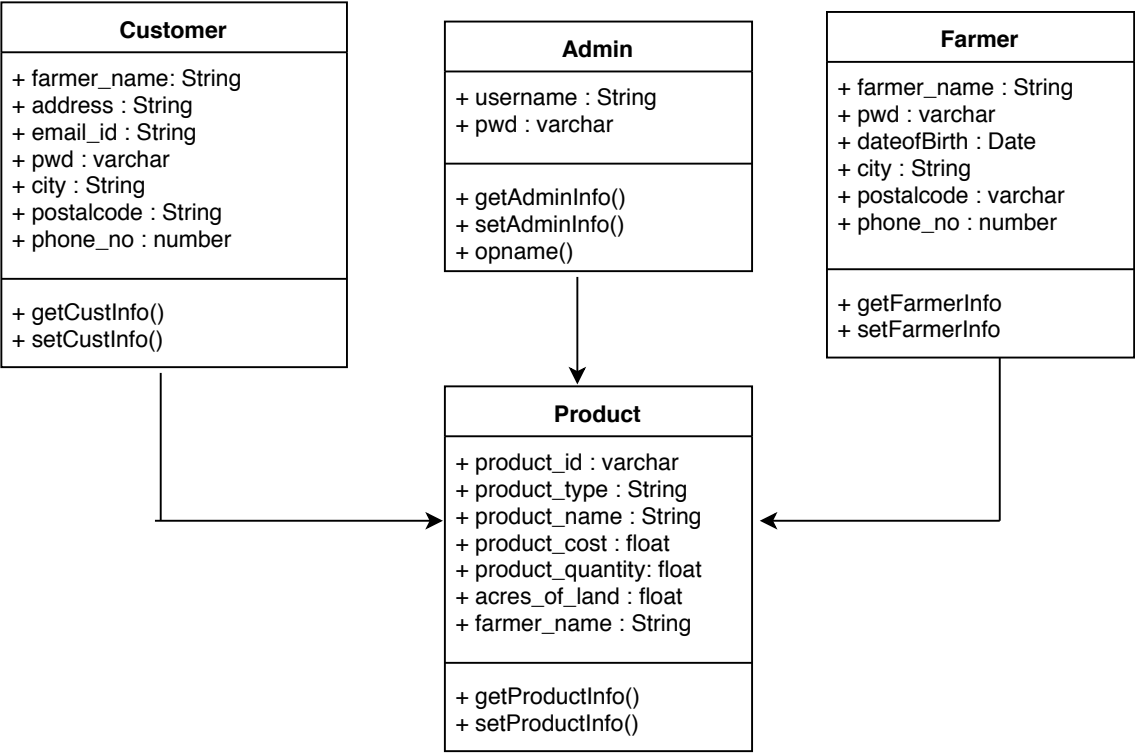 Customer
+ farmer_name: String
+ address : String
+ email_id : String
+ pwd : varchar
+ city : String
+ postalcode : String
+ phone_no : number
+ getCustInfo()
+ setCustInfo()
Admin
+ username : String
+ pwd : varchar
+ getAdminInfo()
+ setAdminInfo()
+ opname()
Farmer
+ farmer_name : String
+ pwd : varchar
+ dateofBirth : Date
+ city : String
+ postalcode : varchar
+ phone_no : number
+ getFarmerInfo
+ setFarmerInfo
Product
+ product_id : varchar
+ product_type : String
+ product_name : String
+ product_cost : float
+ product_quantity: float
+ acres_of_land : float
+ farmer_name : String
+ getProductInfo()
+ setProductInfo()